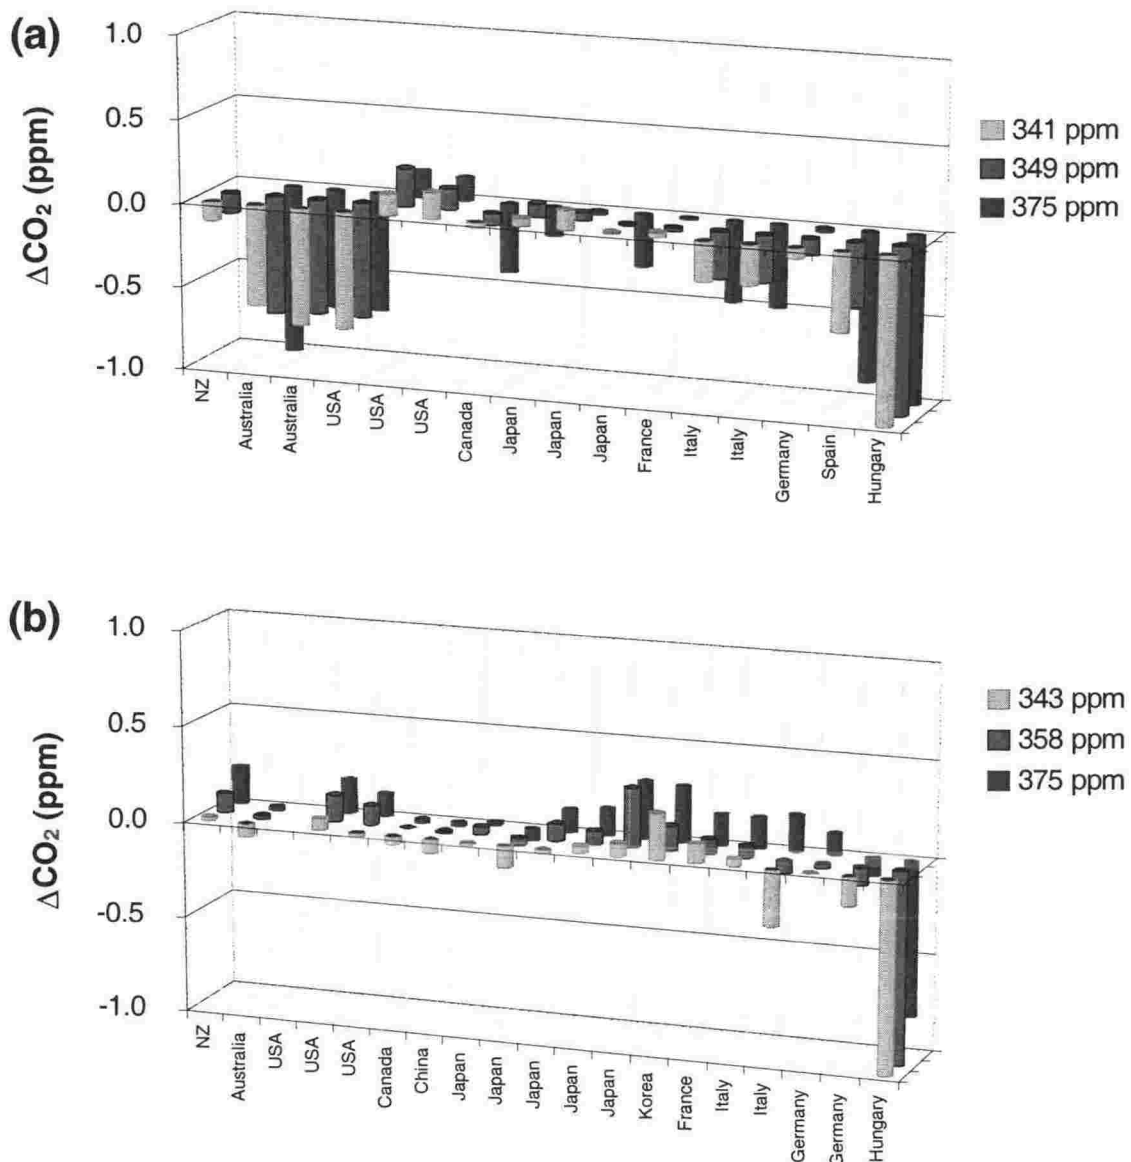 (a)
ΔCO₂ (ppm)
1.0
0.5
0.0
-0.5
-1.0
341 ppm
349 ppm
375 ppm
NZ
Australia
Australia
USA
USA
USA
Canada
Japan
Japan
Japan
France
Italy
Italy
Germany
Spain
Hungary
(b)
ΔCO₂ (ppm)
1.0
0.5
0.0
-0.5
-1.0
343 ppm
358 ppm
375 ppm
NZ
Australia
USA
USA
USA
Canada
China
Japan
Japan
Japan
Japan
Japan
Korea
France
Italy
Italy
Germany
Germany
Hungary